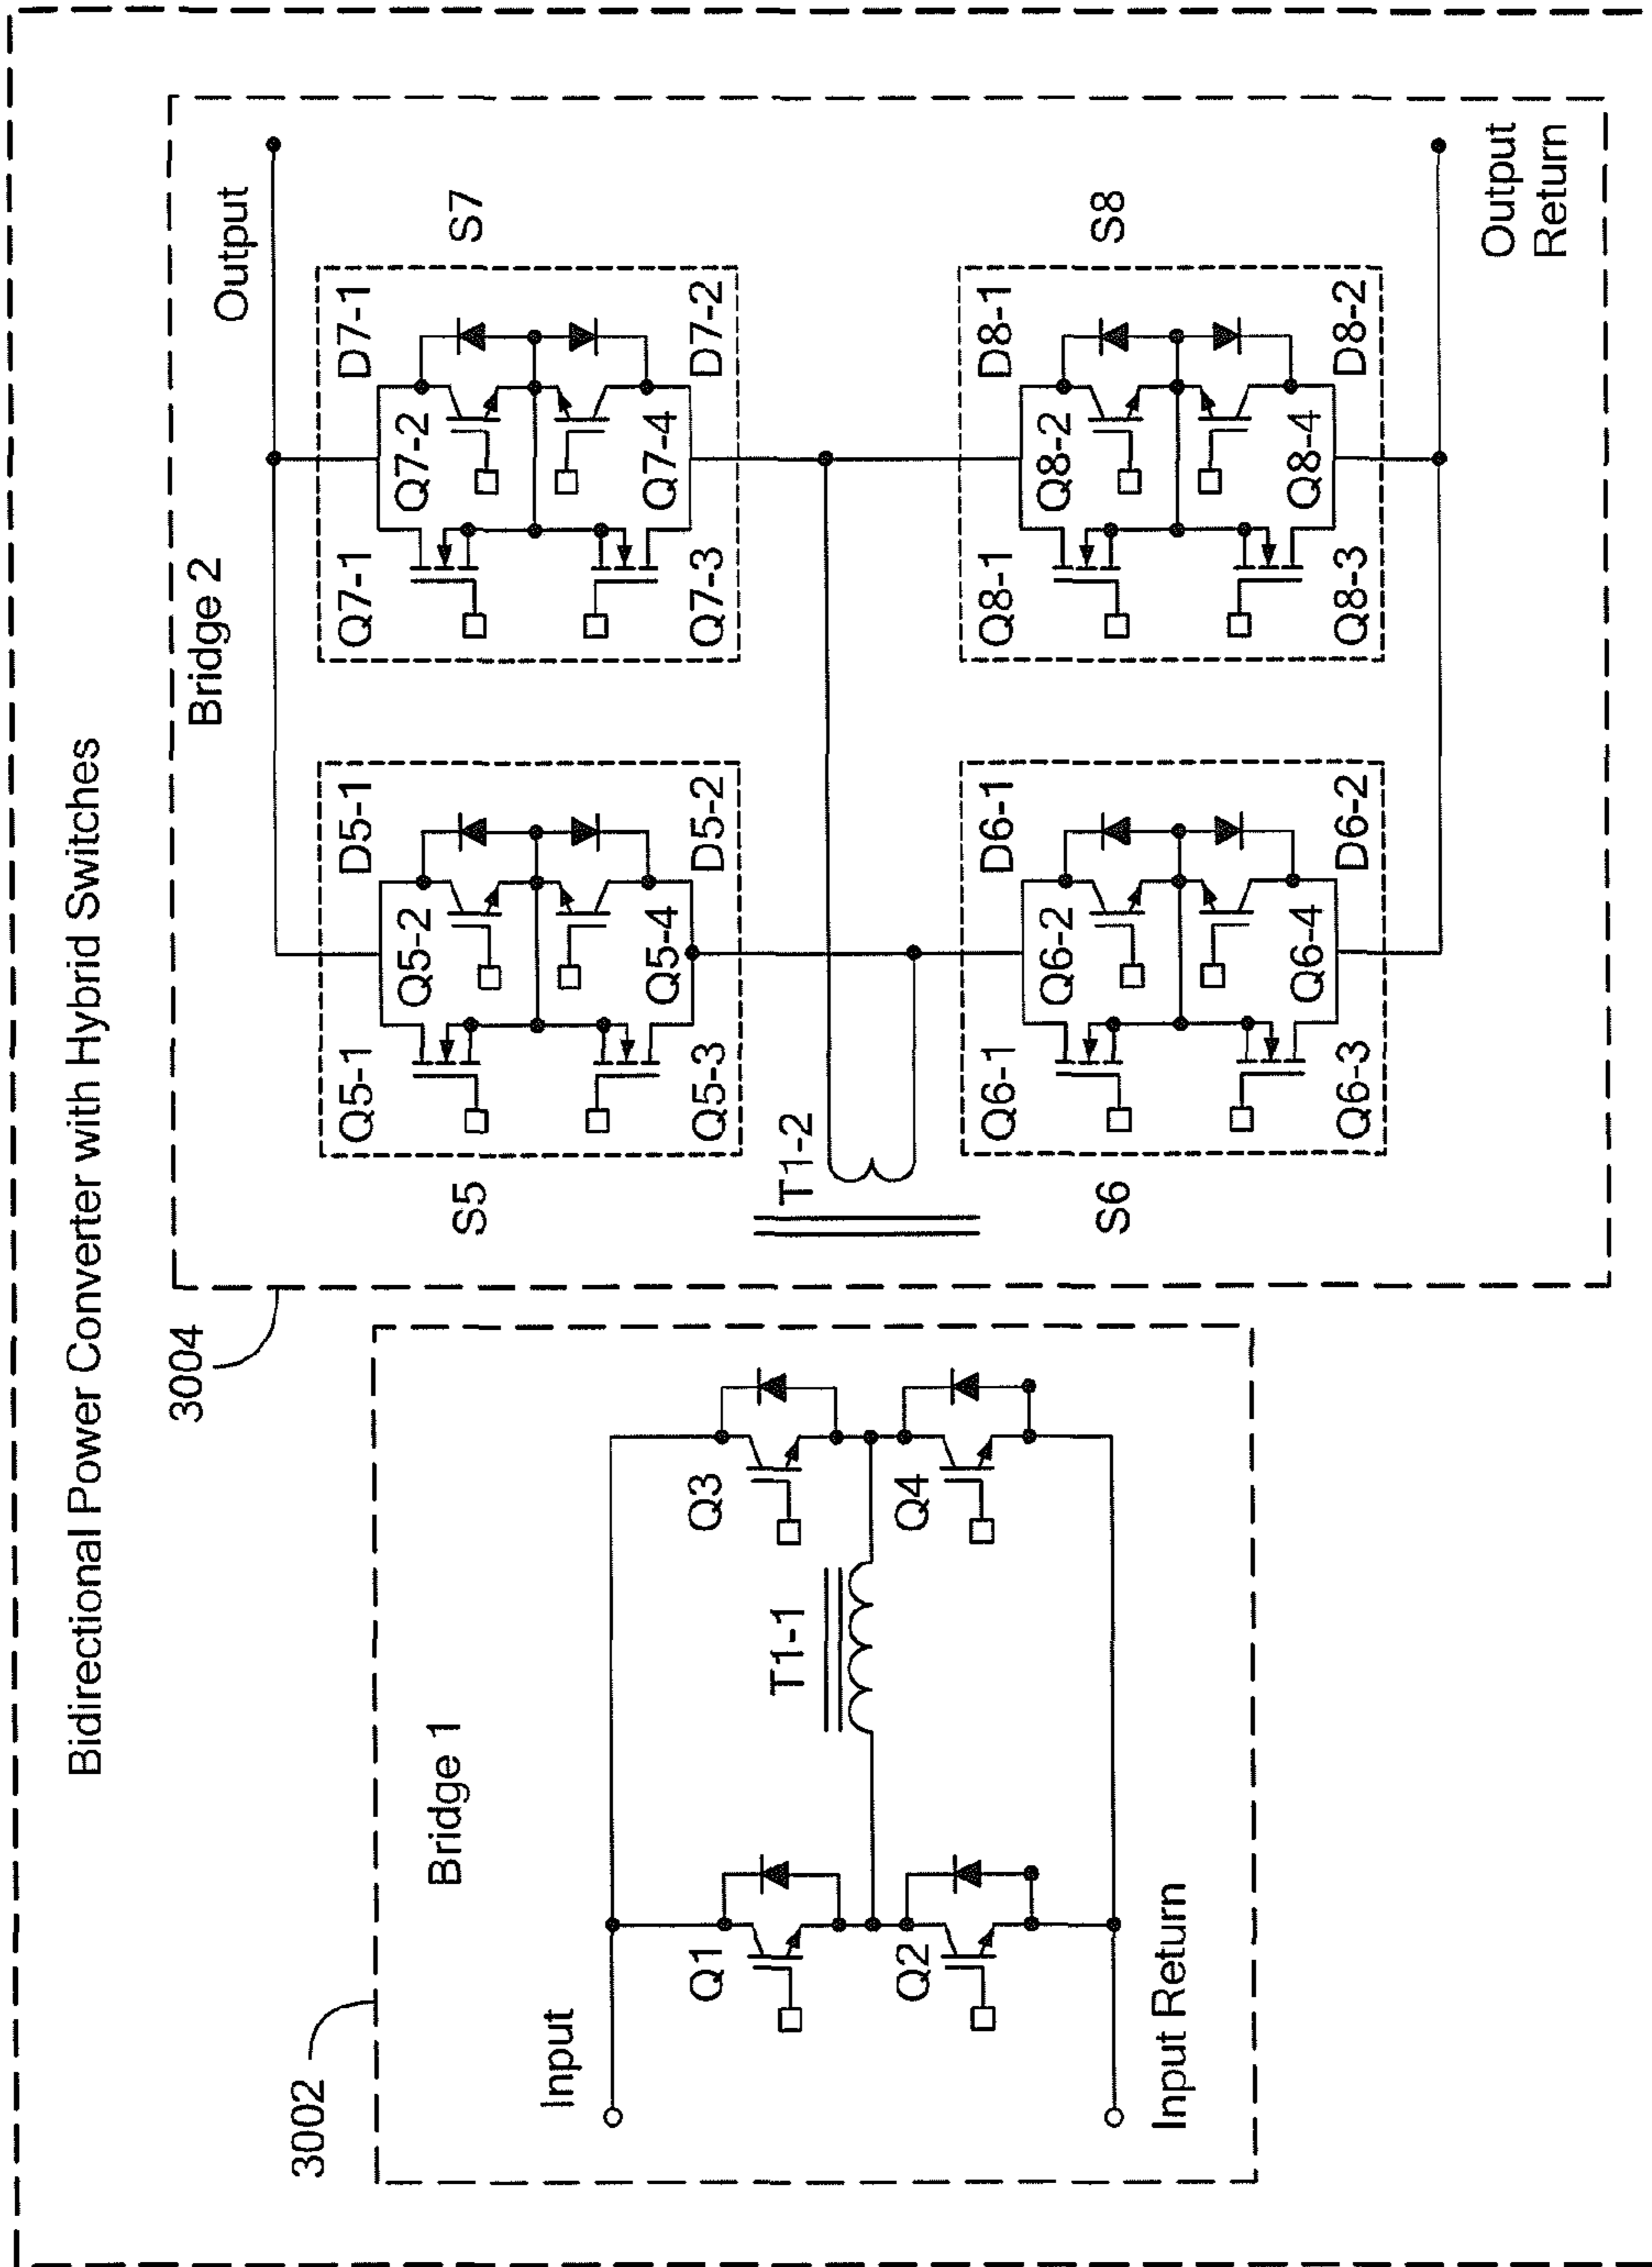 Bidirectional Power Converter with Hybrid Switches
3002
Bridge 1
Input
Input Return
Q1
Q2
T1-1
Q3
Q4
3004
Bridge 2
Output
S5
Q5-1
Q5-2
D5-1
Q5-3
Q5-4
D5-2
S7
Q7-1
Q7-2
D7-1
Q7-3
Q7-4
D7-2
T1-2
S6
Q6-1
Q6-2
D6-1
Q6-3
Q6-4
D6-2
S8
Q8-1
Q8-2
D8-1
Q8-3
Q8-4
D8-2
Output
Return